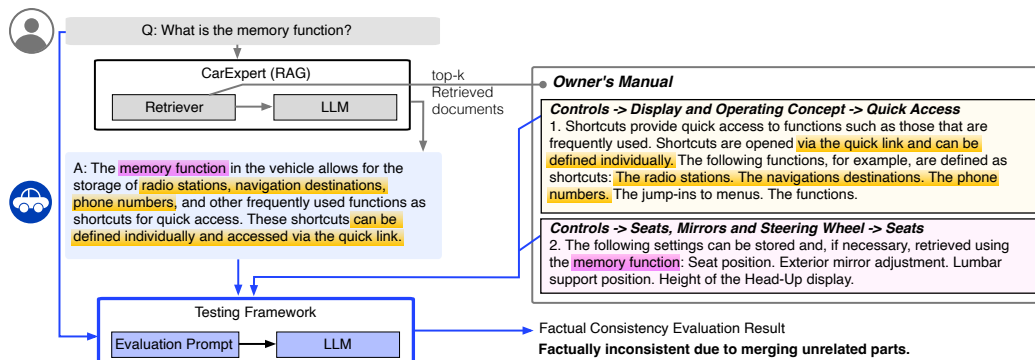 Q: What is the memory function?
CarExpert (RAG)
Retriever
LLM
top-k
Retrieved
documents
A: The memory function in the vehicle allows for the
storage of radio stations, navigation destinations,
phone numbers, and other frequently used functions as
shortcuts for quick access. These shortcuts can be
defined individually and accessed via the quick link.
Owner's Manual
Controls -> Display and Operating Concept -> Quick Access
1. Shortcuts provide quick access to functions such as those that are
frequently used. Shortcuts are opened via the quick link and can be
defined individually. The following functions, for example, are defined as
shortcuts: The radio stations. The navigations destinations. The phone
numbers. The jump-ins to menus. The functions.
Controls -> Seats, Mirrors and Steering Wheel -> Seats
2. The following settings can be stored and, if necessary, retrieved using
the memory function: Seat position. Exterior mirror adjustment. Lumbar
support position. Height of the Head-Up display.
Testing Framework
Evaluation Prompt
LLM
Factual Consistency Evaluation Result
Factually inconsistent due to merging unrelated parts.